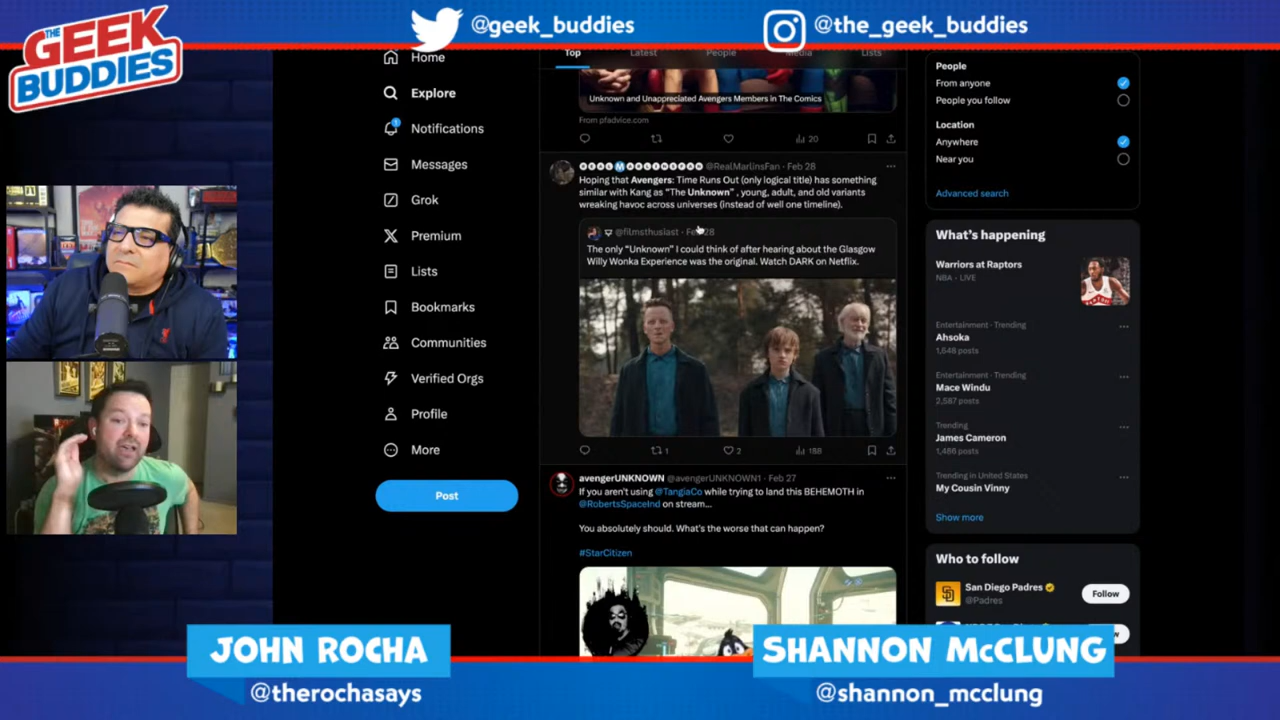 THE
GEEK
BUDDIES
@geek_buddies
@the_geek_buddies
Home
Explore
Notifications
Messages
Grok
Premium
Lists
Bookmarks
Communities
Verified Orgs
Profile
More
Post
Top
Latest
People
Media
Lists
Unknown and Unappreciated Avengers Members in The Comics
From pfadvice.com
20
REALMARLINSFAN @RealMarlinsFan · Feb 28
Hoping that Avengers: Time Runs Out (only logical title) has something
similar with Kang as "The Unknown" , young, adult, and old variants
wreaking havoc across universes (instead of well one timeline).
@filmsthusiast · Feb 28
The only "Unknown" I could think of after hearing about the Glasgow
Willy Wonka Experience was the original. Watch DARK on Netflix.
1
2
188
avengerUNKNOWN @avengerUNKNOWN1 · Feb 27
If you aren't using @TangiaCo while trying to land this BEHEMOTH in
@RobertsSpaceInd on stream...
You absolutely should. What's the worse that can happen?
#StarCitizen
People
From anyone
People you follow
Location
Anywhere
Near you
Advanced search
What's happening
Warriors at Raptors
NBA · LIVE
Entertainment · Trending
Ahsoka
1,646 posts
Entertainment · Trending
Mace Windu
2,587 posts
Trending
James Cameron
1,486 posts
Trending in United States
My Cousin Vinny
Show more
Who to follow
San Diego Padres
@Padres
Follow
JOHN ROCHA
@therochasays
SHANNON McCLUNG
@shannon_mcclung